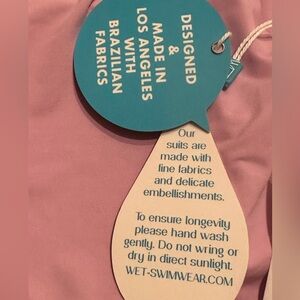 DESIGNED
&
MADE IN
LOS ANGELES
WITH
BRAZILIAN
FABRICS
Our
suits are
made with
fine fabrics
and delicate
embellishments.
To ensure longevity
please hand wash
gently. Do not wring or
dry in direct sunlight.
WET-SWIMWEAR.COM